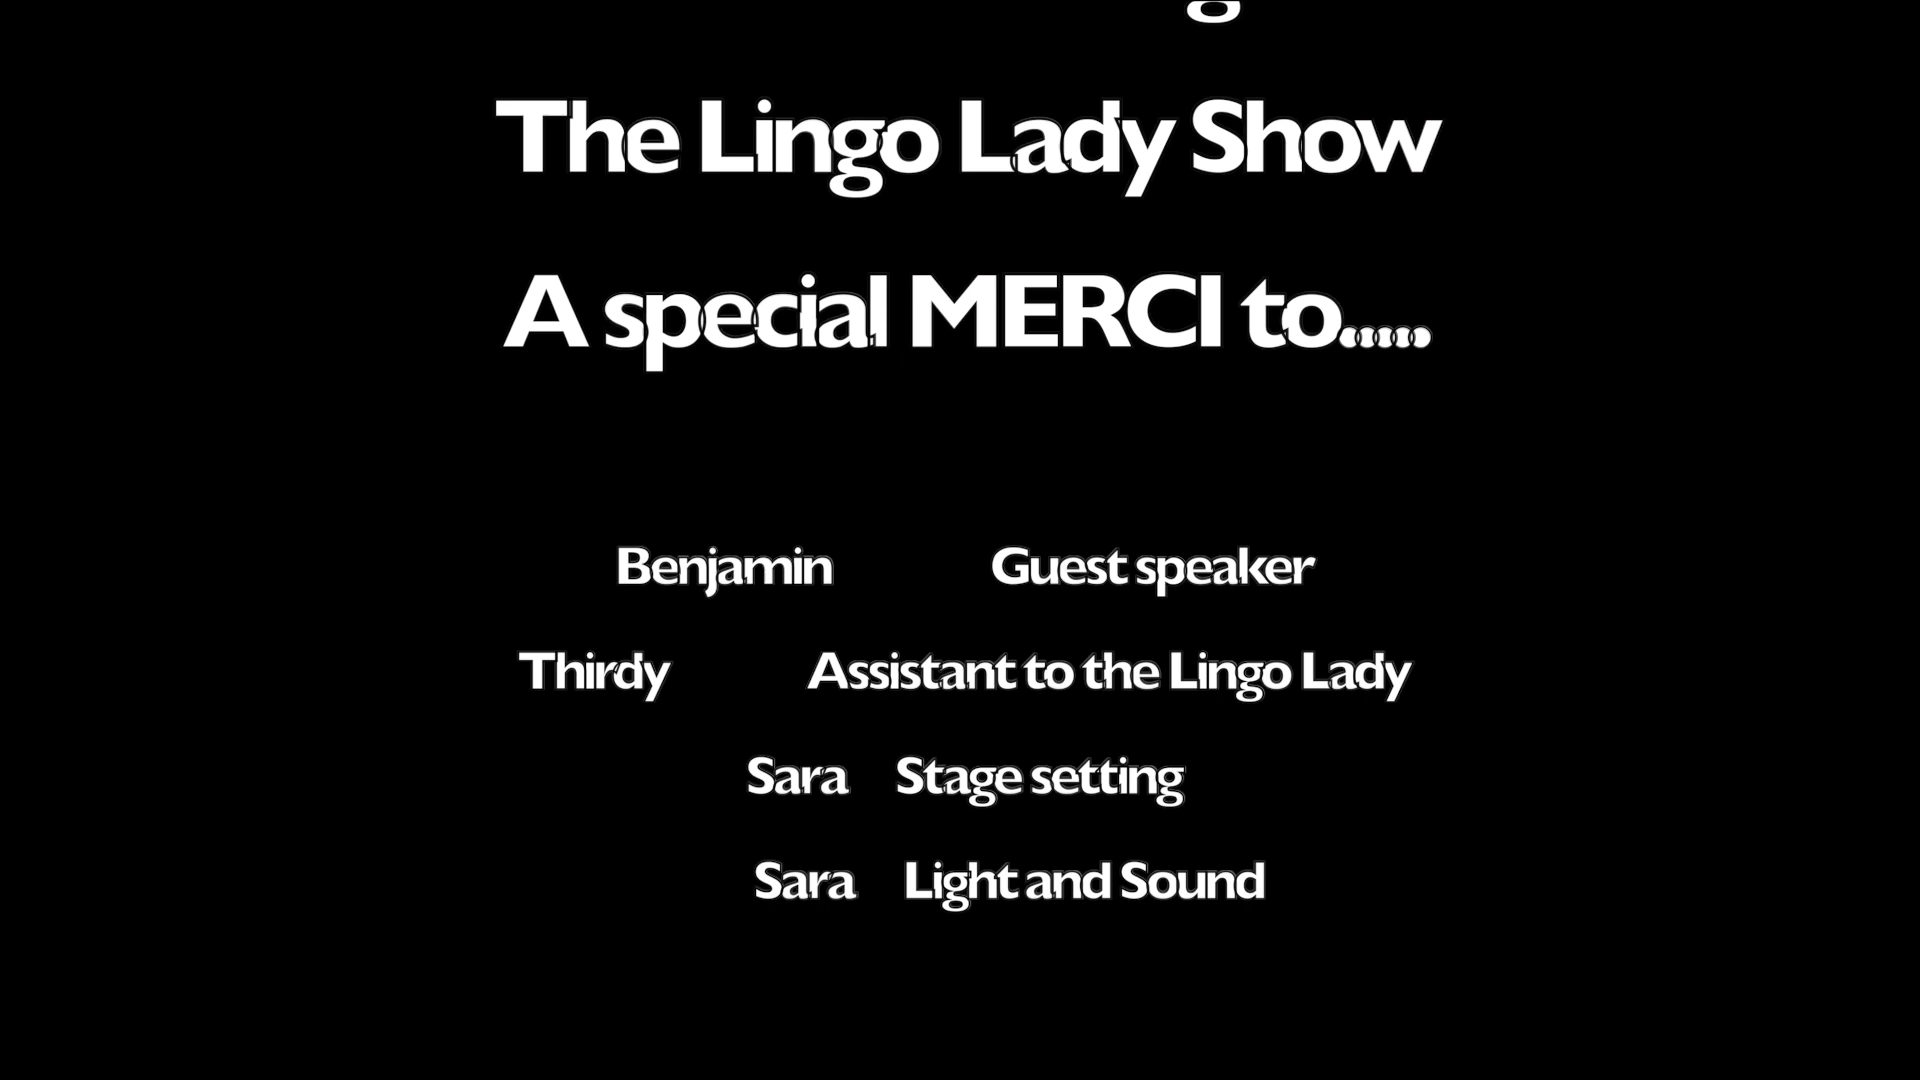 The Lingo Lady Show
A special MERCI to.....
Benjamin Guest speaker
Thirdy Assistant to the Lingo Lady
Sara Stage setting
Sara Light and Sound